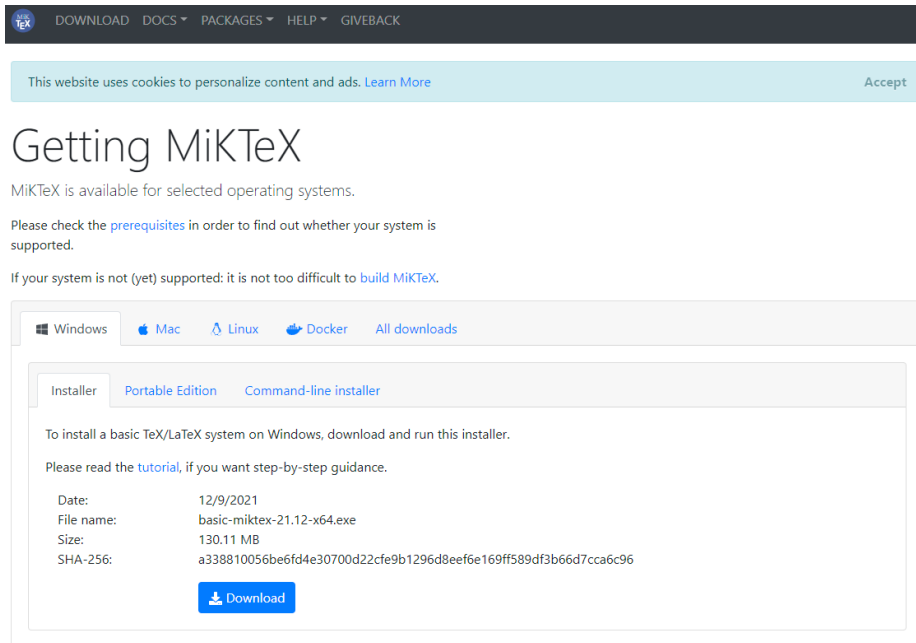 MiK
TEX
DOWNLOAD DOCS PACKAGES HELP GIVEBACK
This website uses cookies to personalize content and ads. Learn More Accept
Getting MiKTeX
MiKTeX is available for selected operating systems.
Please check the prerequisites in order to find out whether your system is
supported.
If your system is not (yet) supported: it is not too difficult to build MiKTeX.
Windows Mac Linux Docker All downloads
Installer Portable Edition Command-line installer
To install a basic TeX/LaTeX system on Windows, download and run this installer.
Please read the tutorial, if you want step-by-step guidance.
Date: 12/9/2021
File name: basic-miktex-21.12-x64.exe
Size: 130.11 MB
SHA-256: a338810056be6fd4e30700d22cfe9b1296d8eef6e169ff589df3b66d7cca6c96
Download